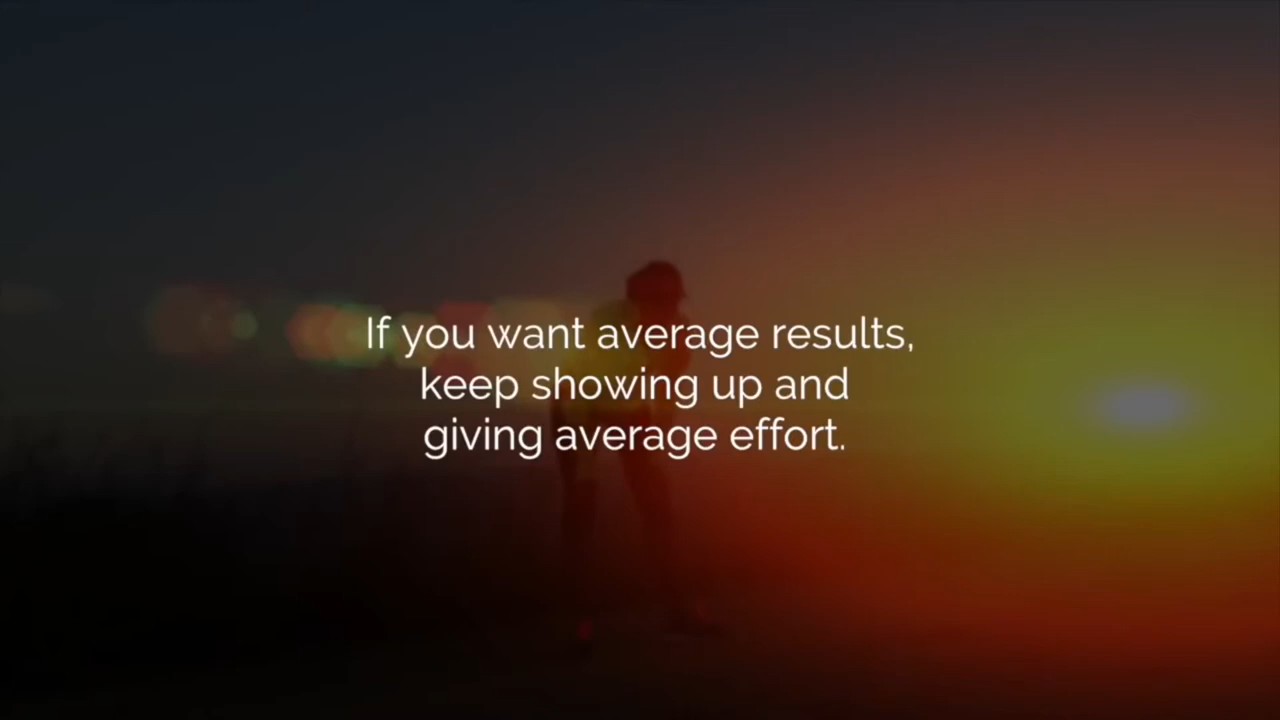 If you want average results,
keep showing up and
giving average effort.